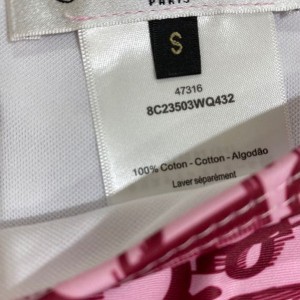 PARIS
S
47316
8C23503WQ432
100% Coton - Cotton - Algodão
Laver séparément